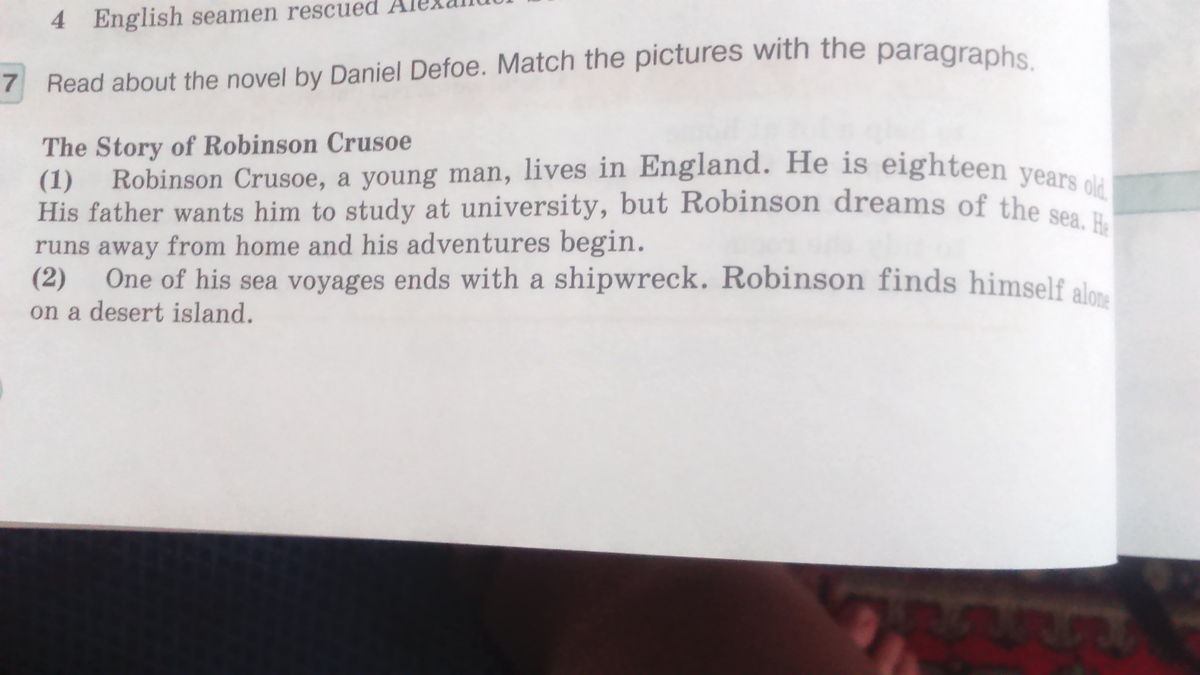 4 English seamen rescued
7 Read about the novel by Daniel Defoe. Match the pictures with the paragraphs.
The Story of Robinson Crusoe
(1) Robinson Crusoe, a young man, lives in England. He is eighteen years old.
His father wants him to study at university, but Robinson dreams of the sea. He
runs away from home and his adventures begin.
(2) One of his sea voyages ends with a shipwreck. Robinson finds himself alone
on a desert island.